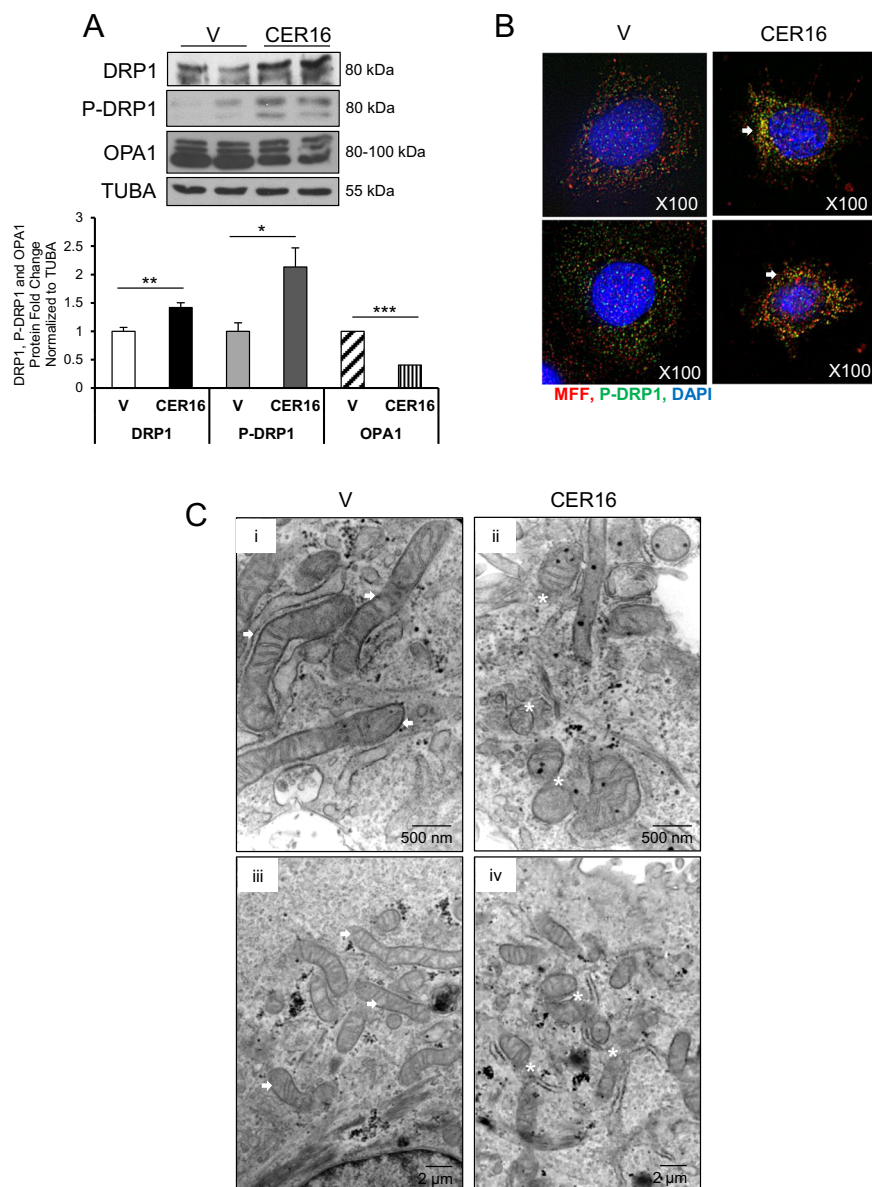 A
V CER16
DRP1 80 kDa
P-DRP1 80 kDa
OPA1 80-100 kDa
TUBA 55 kDa
DRP1, P-DRP1 and OPA1
Protein Fold Change
Normalized to TUBA
3
2.5
2
1.5
1
0.5
0
**
*
***
V CER16 V CER16 V CER16
DRP1 P-DRP1 OPA1
B
V CER16
X100 X100
X100 X100
MFF, P-DRP1, DAPI
C
V CER16
i ii
*
*
*
500 nm 500 nm
iii iv
*
*
*
2 µm 2 µm